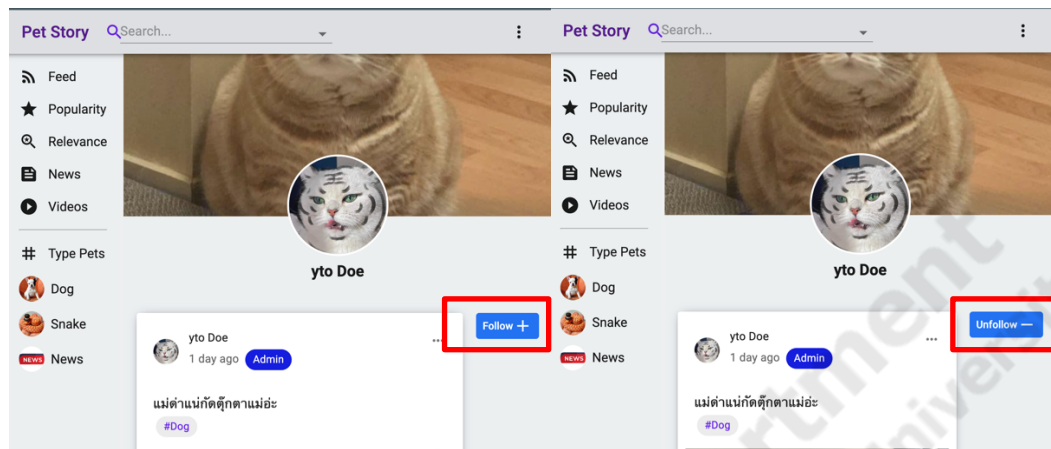 Pet Story
Search...
Feed
Popularity
Relevance
News
Videos
Type Pets
Dog
Snake
NEWS News
yto Doe
Follow
yto Doe
1 day ago Admin
แม่ด่าแน่กัดตุ๊กตาแม่อ่ะ
#Dog
Pet Story
Search...
Feed
Popularity
Relevance
News
Videos
Type Pets
Dog
Snake
NEWS News
yto Doe
Unfollow
yto Doe
1 day ago Admin
แม่ด่าแน่กัดตุ๊กตาแม่อ่ะ
#Dog